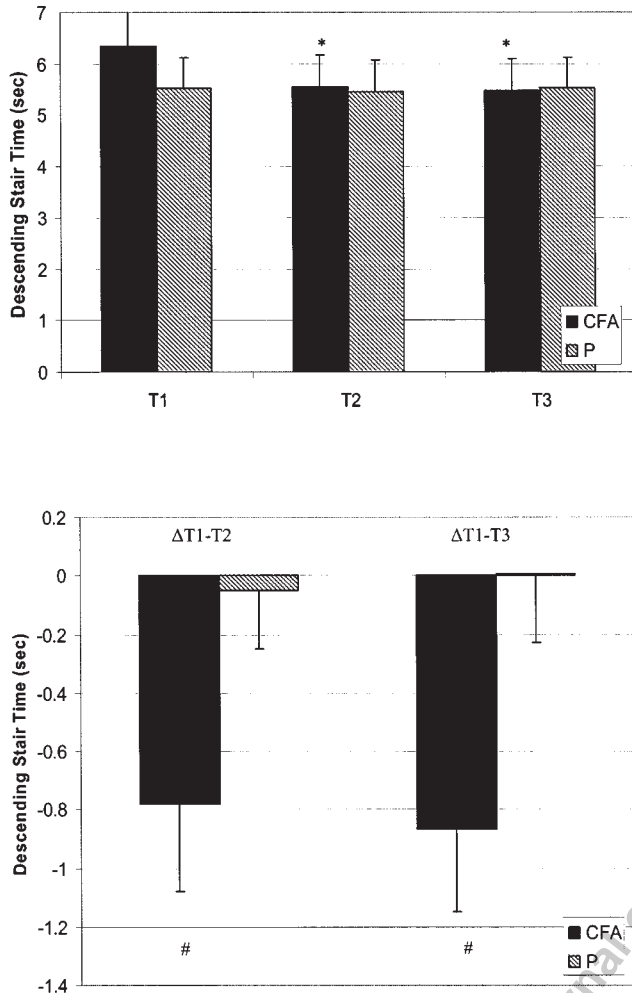 Descending Stair Time (sec)
7
6
5
4
3
2
1
0
*
*
CFA
P
T1
T2
T3
Descending Stair Time (sec)
0.2
0
-0.2
-0.4
-0.6
-0.8
-1
-1.2
-1.4
ΔT1-T2
ΔT1-T3
#
#
CFA
P